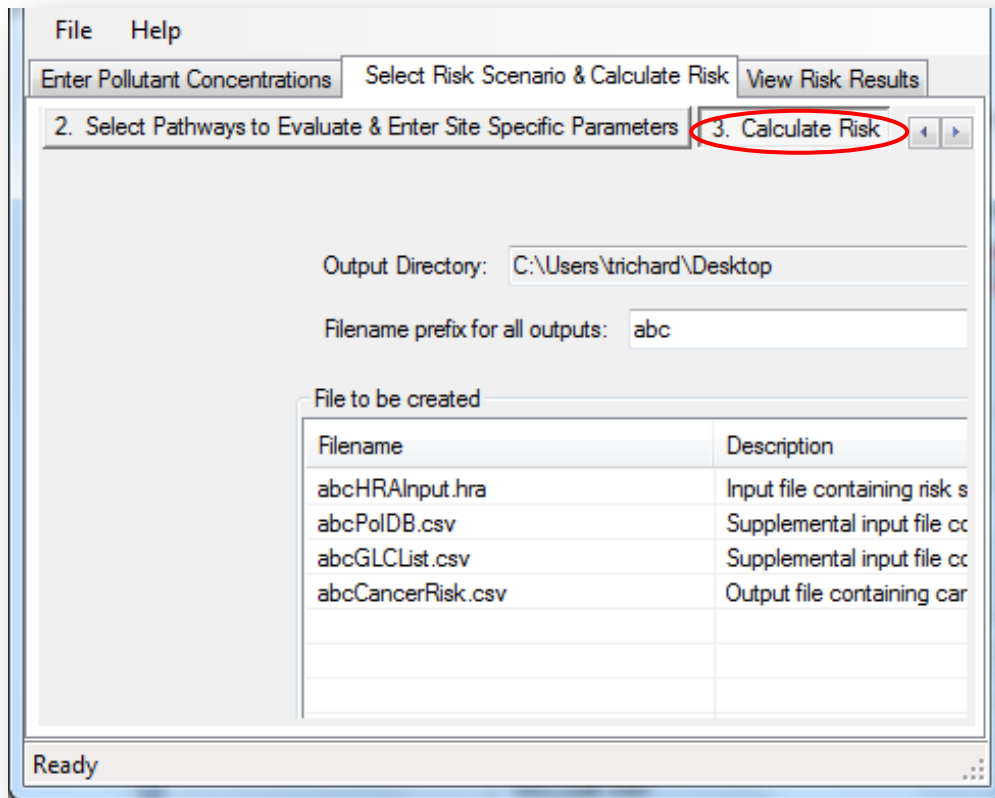 File Help
Enter Pollutant Concentrations Select Risk Scenario & Calculate Risk View Risk Results
2. Select Pathways to Evaluate & Enter Site Specific Parameters 3. Calculate Risk
Output Directory: C:\Users\trichard\Desktop
Filename prefix for all outputs: abc
File to be created
Filename Description
abcHRAInput.hra Input file containing risk s
abcPolDB.csv Supplemental input file cc
abcGLCList.csv Supplemental input file cc
abcCancerRisk.csv Output file containing car
Ready